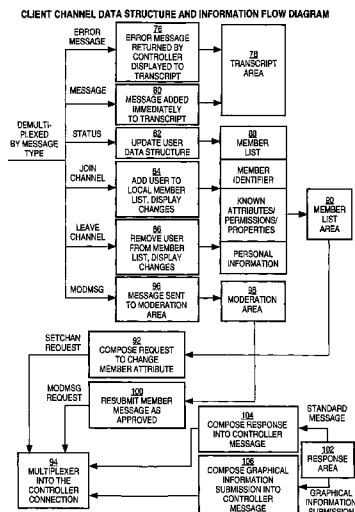 CLIENT CHANNEL DATA STRUCTURE AND INFORMATION FLOW DIAGRAM
ERROR
MESSAGE
76
ERROR MESSAGE
RETURNED BY
CONTROLLER
DISPLAYED TO
TRANSCRIPT
78
TRANSCRIPT
AREA
MESSAGE
80
MESSAGE ADDED
IMMEDIATELY
TO TRANSCRIPT
DEMULTI-
PLEXED
BY MESSAGE
TYPE
STATUS
82
UPDATE USER
DATA STRUCTURE
88
MEMBER
LIST
JOIN
CHANNEL
84
ADD USER TO
LOCAL MEMBER
LIST, DISPLAY
CHANGES
MEMBER
IDENTIFIER
KNOWN
ATTRIBUTES/
PERMISSIONS/
PROPERTIES
90
MEMBER
LIST
AREA
LEAVE
CHANNEL
86
REMOVE USER
FROM MEMBER
LIST, DISPLAY
CHANGES
PERSONAL
INFORMATION
MODMSG
96
MESSAGE SENT
TO MODERATION
AREA
98
MODERATION
AREA
SETCHAN
REQUEST
92
COMPOSE REQUEST
TO CHANGE
MEMBER ATTRIBUTE
MODMSG
REQUEST
100
RESUBMIT MEMBER
MESSAGE AS
APPROVED
STANDARD
MESSAGE
104
COMPOSE RESPONSE
INTO CONTROLLER
MESSAGE
94
MULTIPLEXER
INTO THE
CONTROLLER
CONNECTION
102
RESPONSE
AREA
106
COMPOSE GRAPHICAL
INFORMATION
SUBMISSION INTO
CONTROLLER
MESSAGE
GRAPHICAL
INFORMATION
SUBMISSION